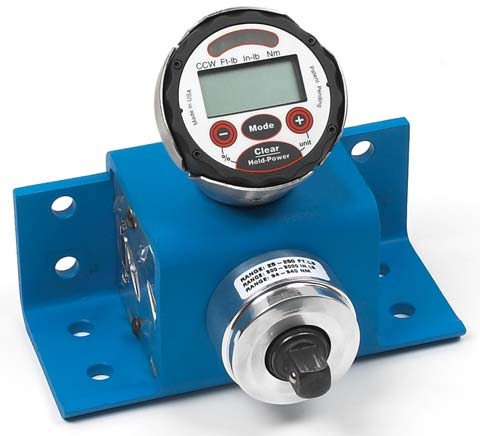 CCW Ft-lb In-lb Nm
Made in USA
Patent Pending
Mode
% unit
Clear
Hold-Power
RANGE: 25 – 250 FT/LB
RANGE: 300 – 3000 IN LB
RANGE: 34 – 340 NM